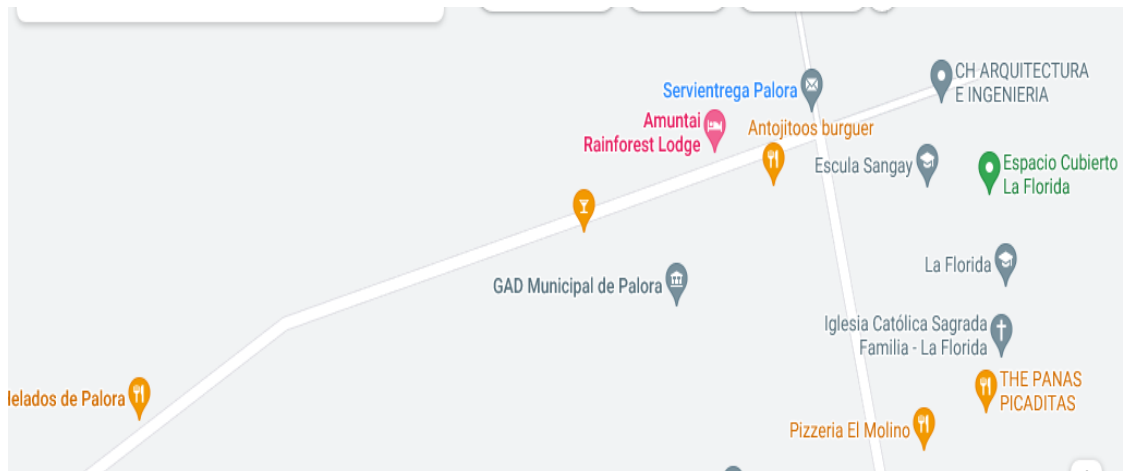 CH ARQUITECTURA
E INGENIERIA
Servientrega Palora
Amuntai
Rainforest Lodge
Antojitoos burguer
Escula Sangay
Espacio Cubierto
La Florida
La Florida
GAD Municipal de Palora
Iglesia Católica Sagrada
Familia - La Florida
THE PANAS
PICADITAS
de Palora
Pizzeria El Molino